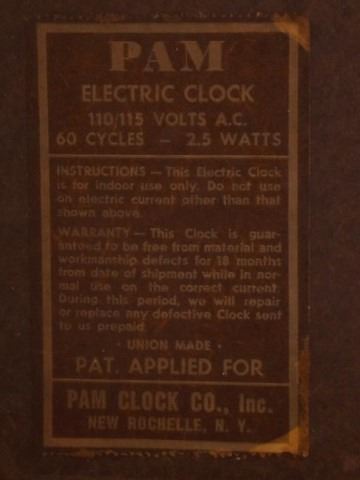 PAM
ELECTRIC CLOCK
110/115 VOLTS A.C.
60 CYCLES — 2.5 WATTS
INSTRUCTIONS — This Electric Clock
is for indoor use only. Do not use
on electric current other than that
shown above.
WARRANTY — This Clock is guar-
anteed to be free from material and
workmanship defects for 18 months
from date of shipment while in nor-
mal use on the correct current.
During this period, we will repair
or replace any defective Clock sent
to us prepaid.
· UNION MADE ·
PAT. APPLIED FOR
PAM CLOCK CO., Inc.
NEW ROCHELLE, N. Y.